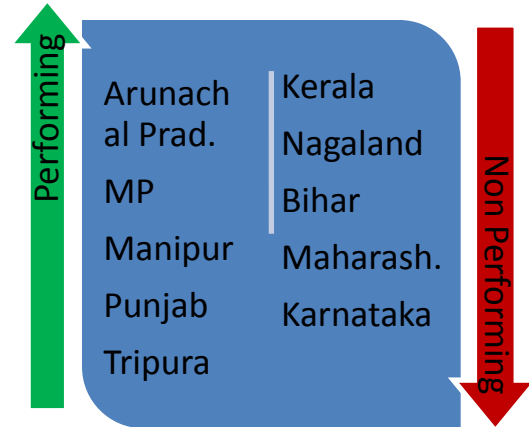 Performing
Arunach
al Prad.
MP
Manipur
Punjab
Tripura
Kerala
Nagaland
Bihar
Maharash.
Karnataka
Non Performing